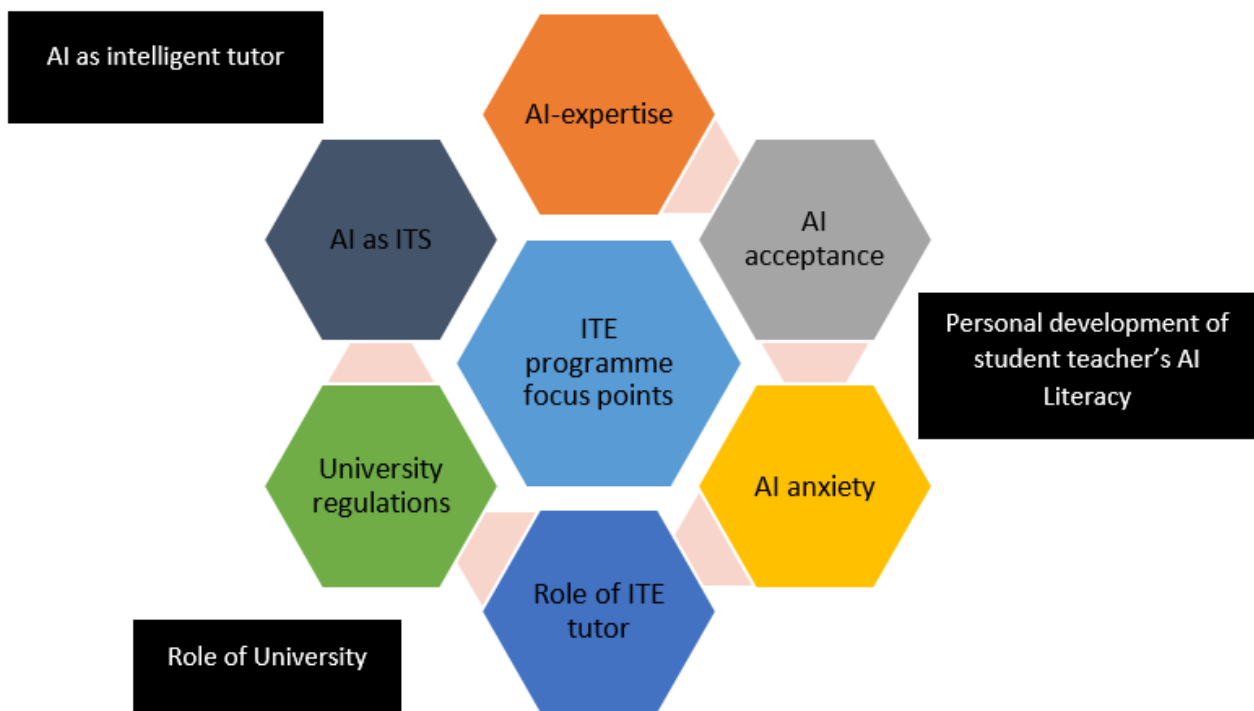 AI as intelligent tutor
AI-expertise
AI as ITS
AI
acceptance
ITE
programme
focus points
Personal development of
student teacher’s AI
Literacy
University
regulations
AI anxiety
Role of ITE
tutor
Role of University